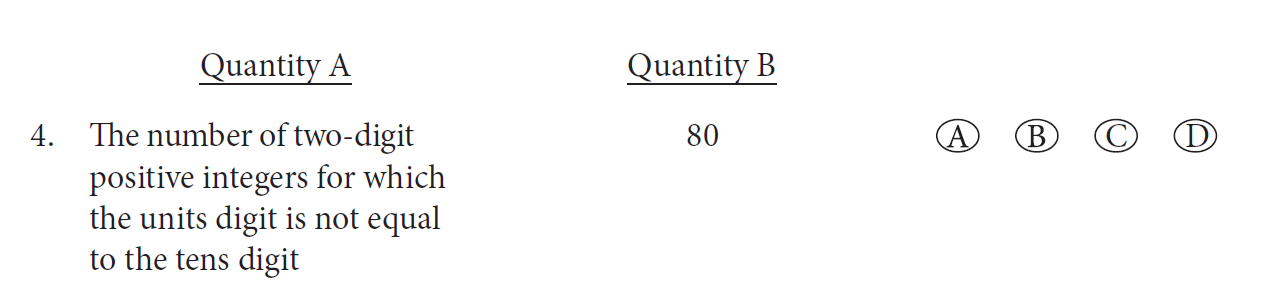 Quantity A Quantity B
4. The number of two-digit 80 A B C D
positive integers for which
the units digit is not equal
to the tens digit